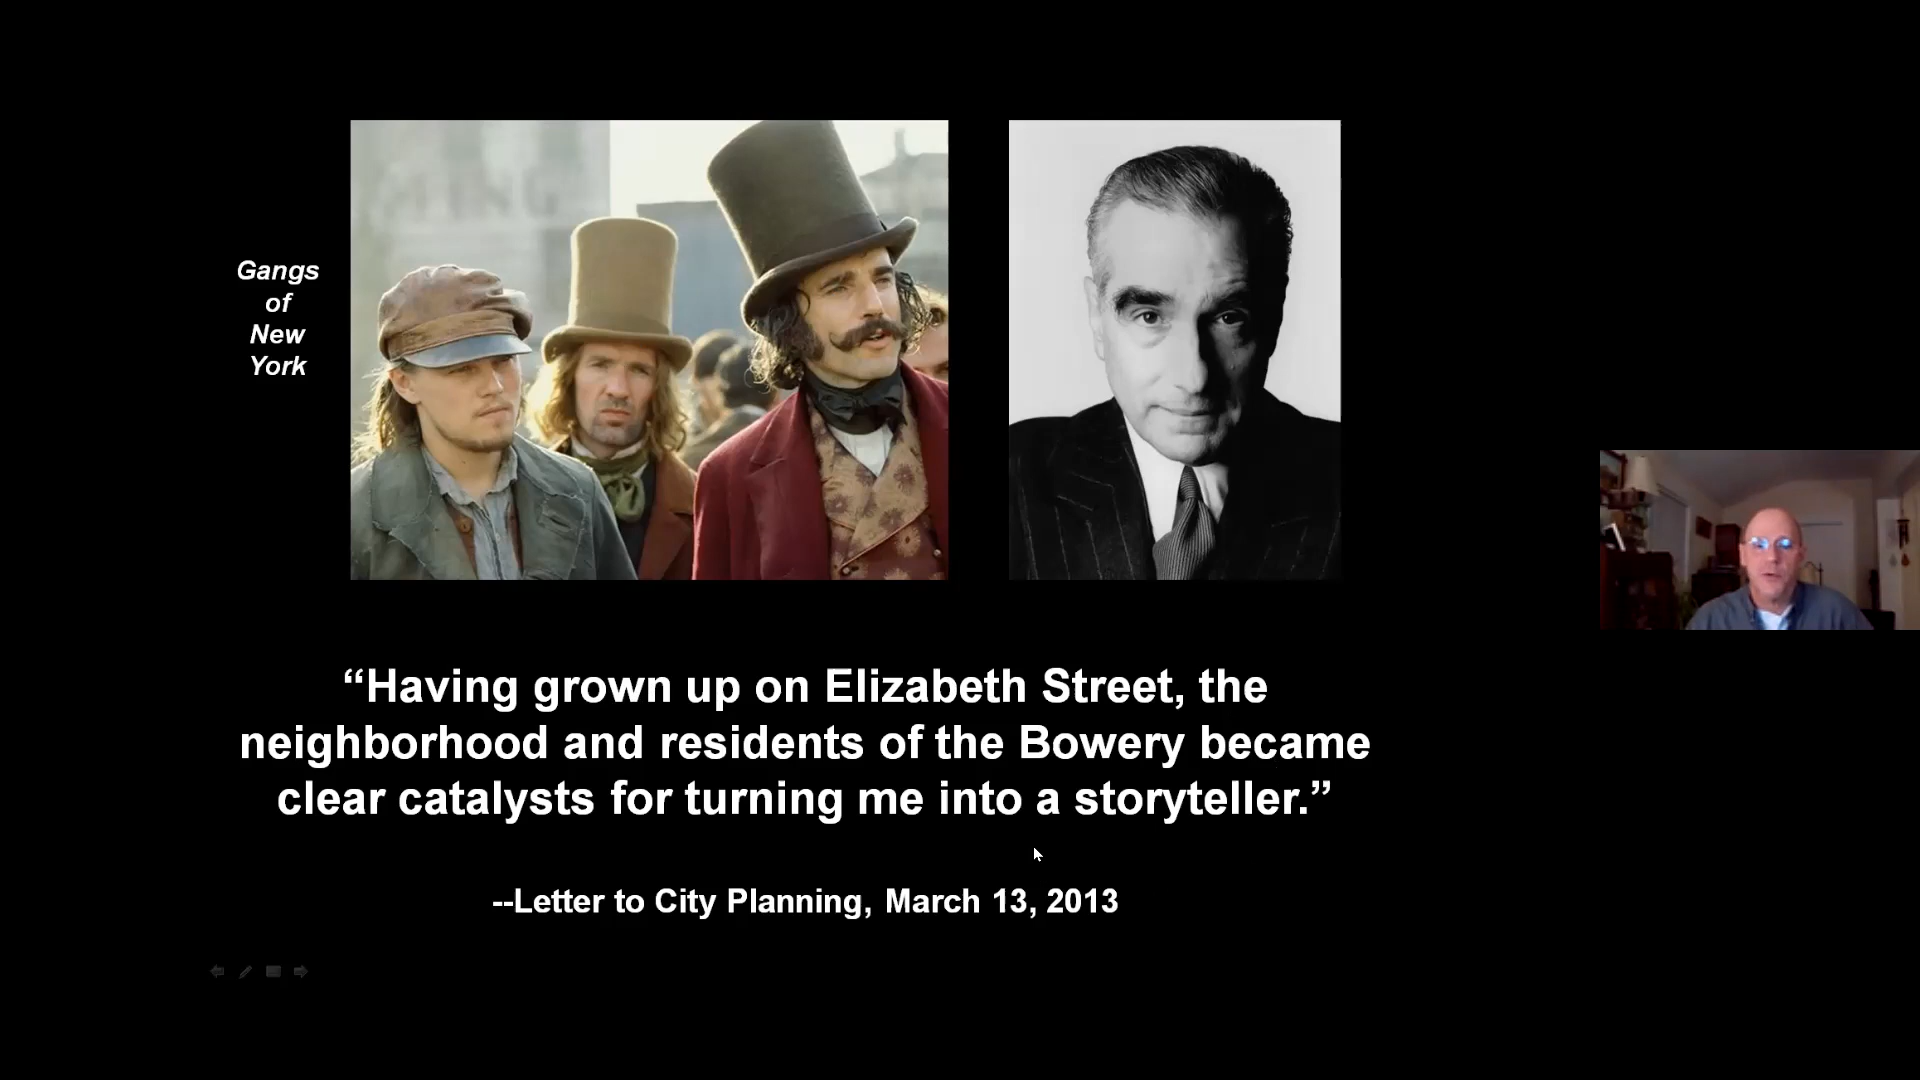 Gangs
of
New
York
“Having grown up on Elizabeth Street, the
neighborhood and residents of the Bowery became
clear catalysts for turning me into a storyteller.”
--Letter to City Planning, March 13, 2013